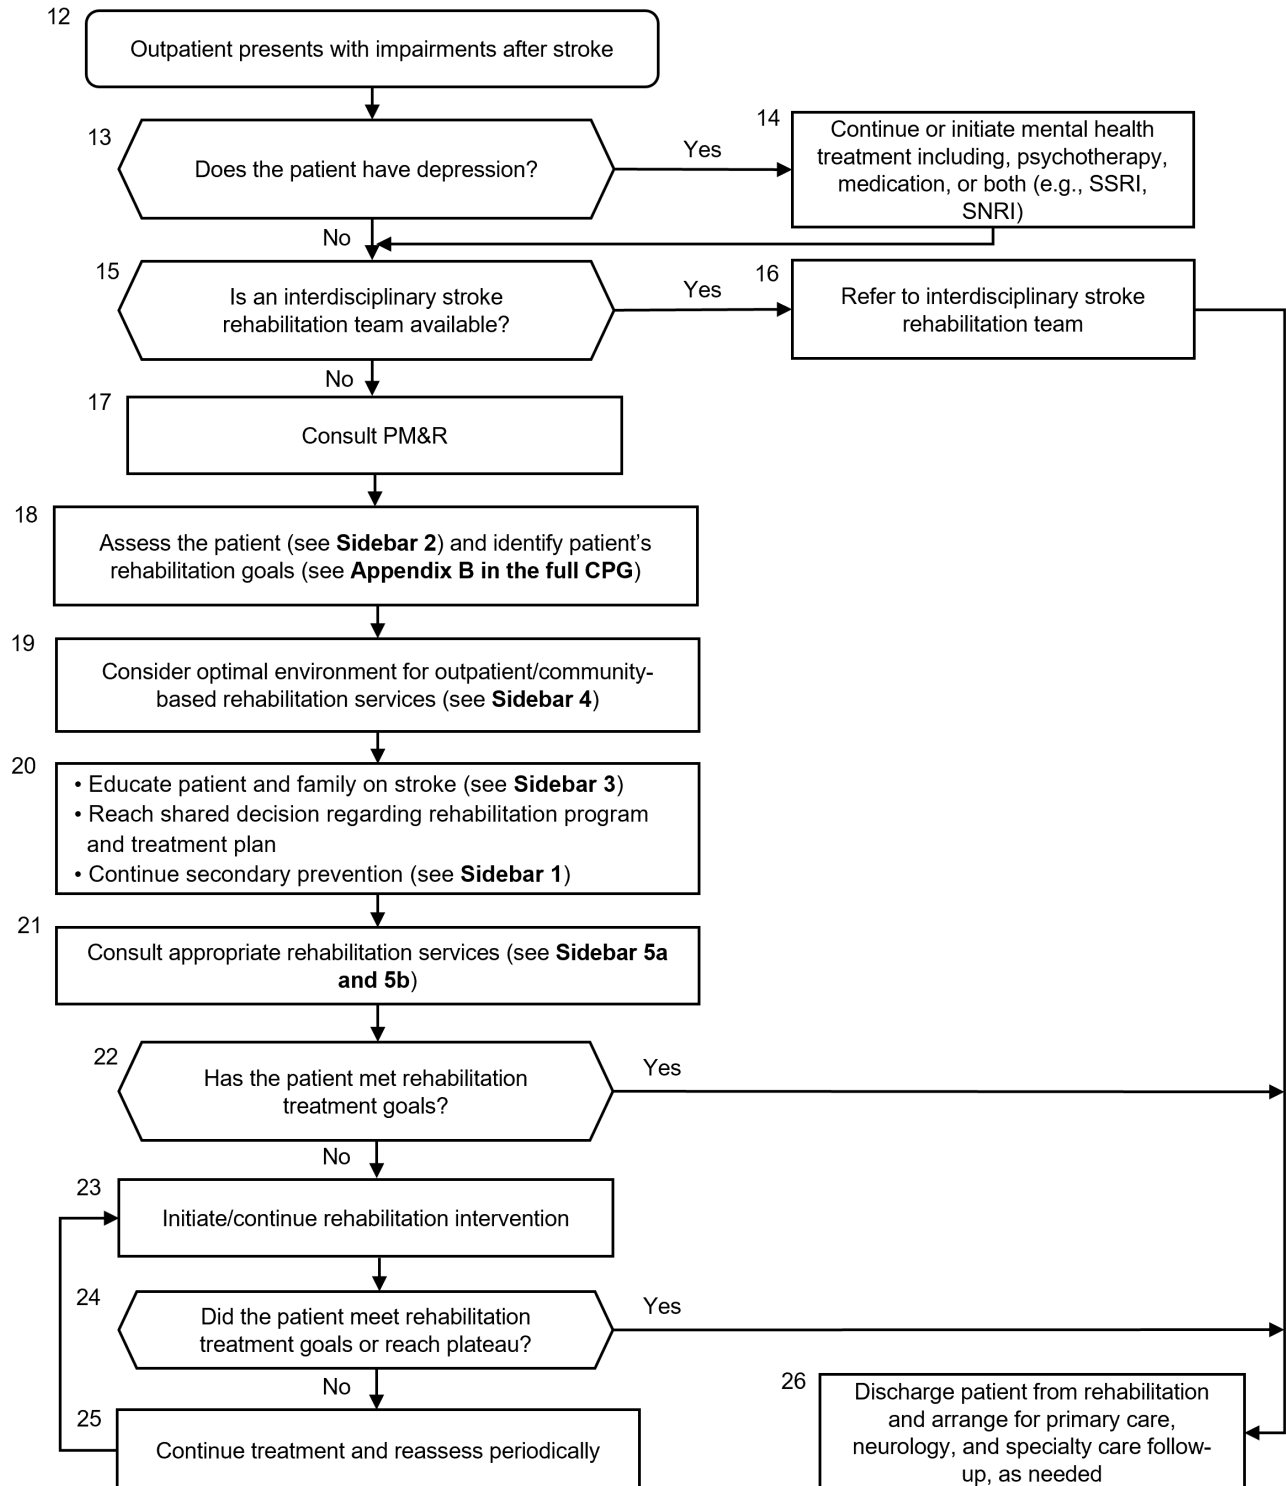 12
Outpatient presents with impairments after stroke
13
Does the patient have depression?
Yes
14
Continue or initiate mental health
treatment including, psychotherapy,
medication, or both (e.g., SSRI,
SNRI)
No
15
Is an interdisciplinary stroke
rehabilitation team available?
Yes
16
Refer to interdisciplinary stroke
rehabilitation team
No
17
Consult PM&R
18
Assess the patient (see Sidebar 2) and identify patient’s
rehabilitation goals (see Appendix B in the full CPG)
19
Consider optimal environment for outpatient/community-
based rehabilitation services (see Sidebar 4)
20
• Educate patient and family on stroke (see Sidebar 3)
• Reach shared decision regarding rehabilitation program
and treatment plan
• Continue secondary prevention (see Sidebar 1)
21
Consult appropriate rehabilitation services (see Sidebar 5a
and 5b)
22
Has the patient met rehabilitation
treatment goals?
Yes
No
23
Initiate/continue rehabilitation intervention
24
Did the patient meet rehabilitation
treatment goals or reach plateau?
Yes
No
25
Continue treatment and reassess periodically
26
Discharge patient from rehabilitation
and arrange for primary care,
neurology, and specialty care follow-
up, as needed